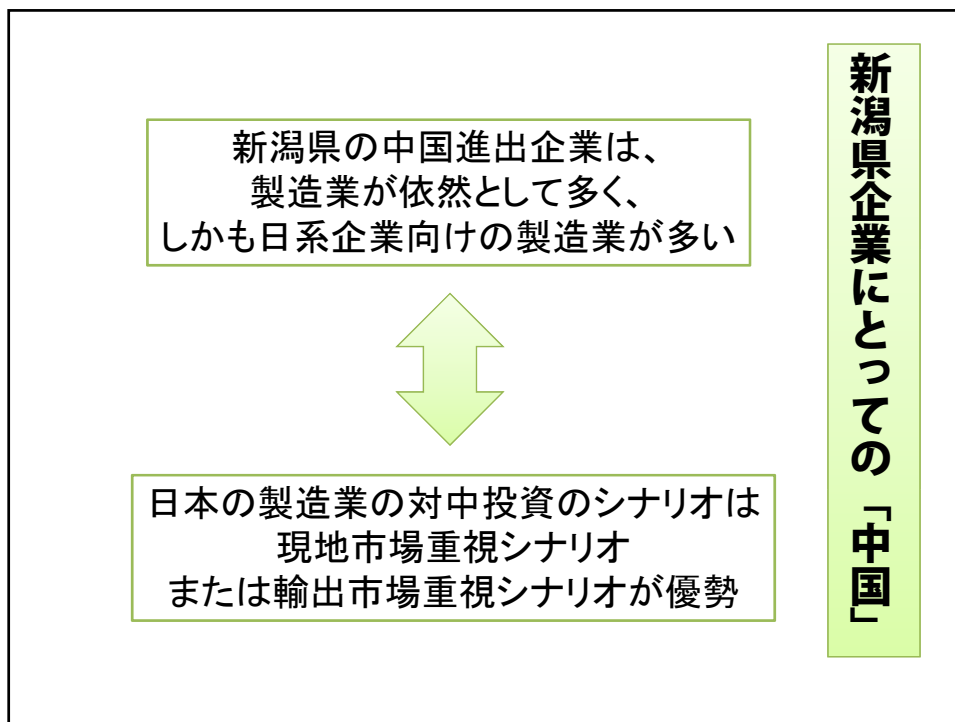 新潟県企業にとっての「中国」
新潟県の中国進出企業は、
製造業が依然として多く、
しかも日系企業向けの製造業が多い
日本の製造業の対中投資のシナリオは
現地市場重視シナリオ
または輸出市場重視シナリオが優勢